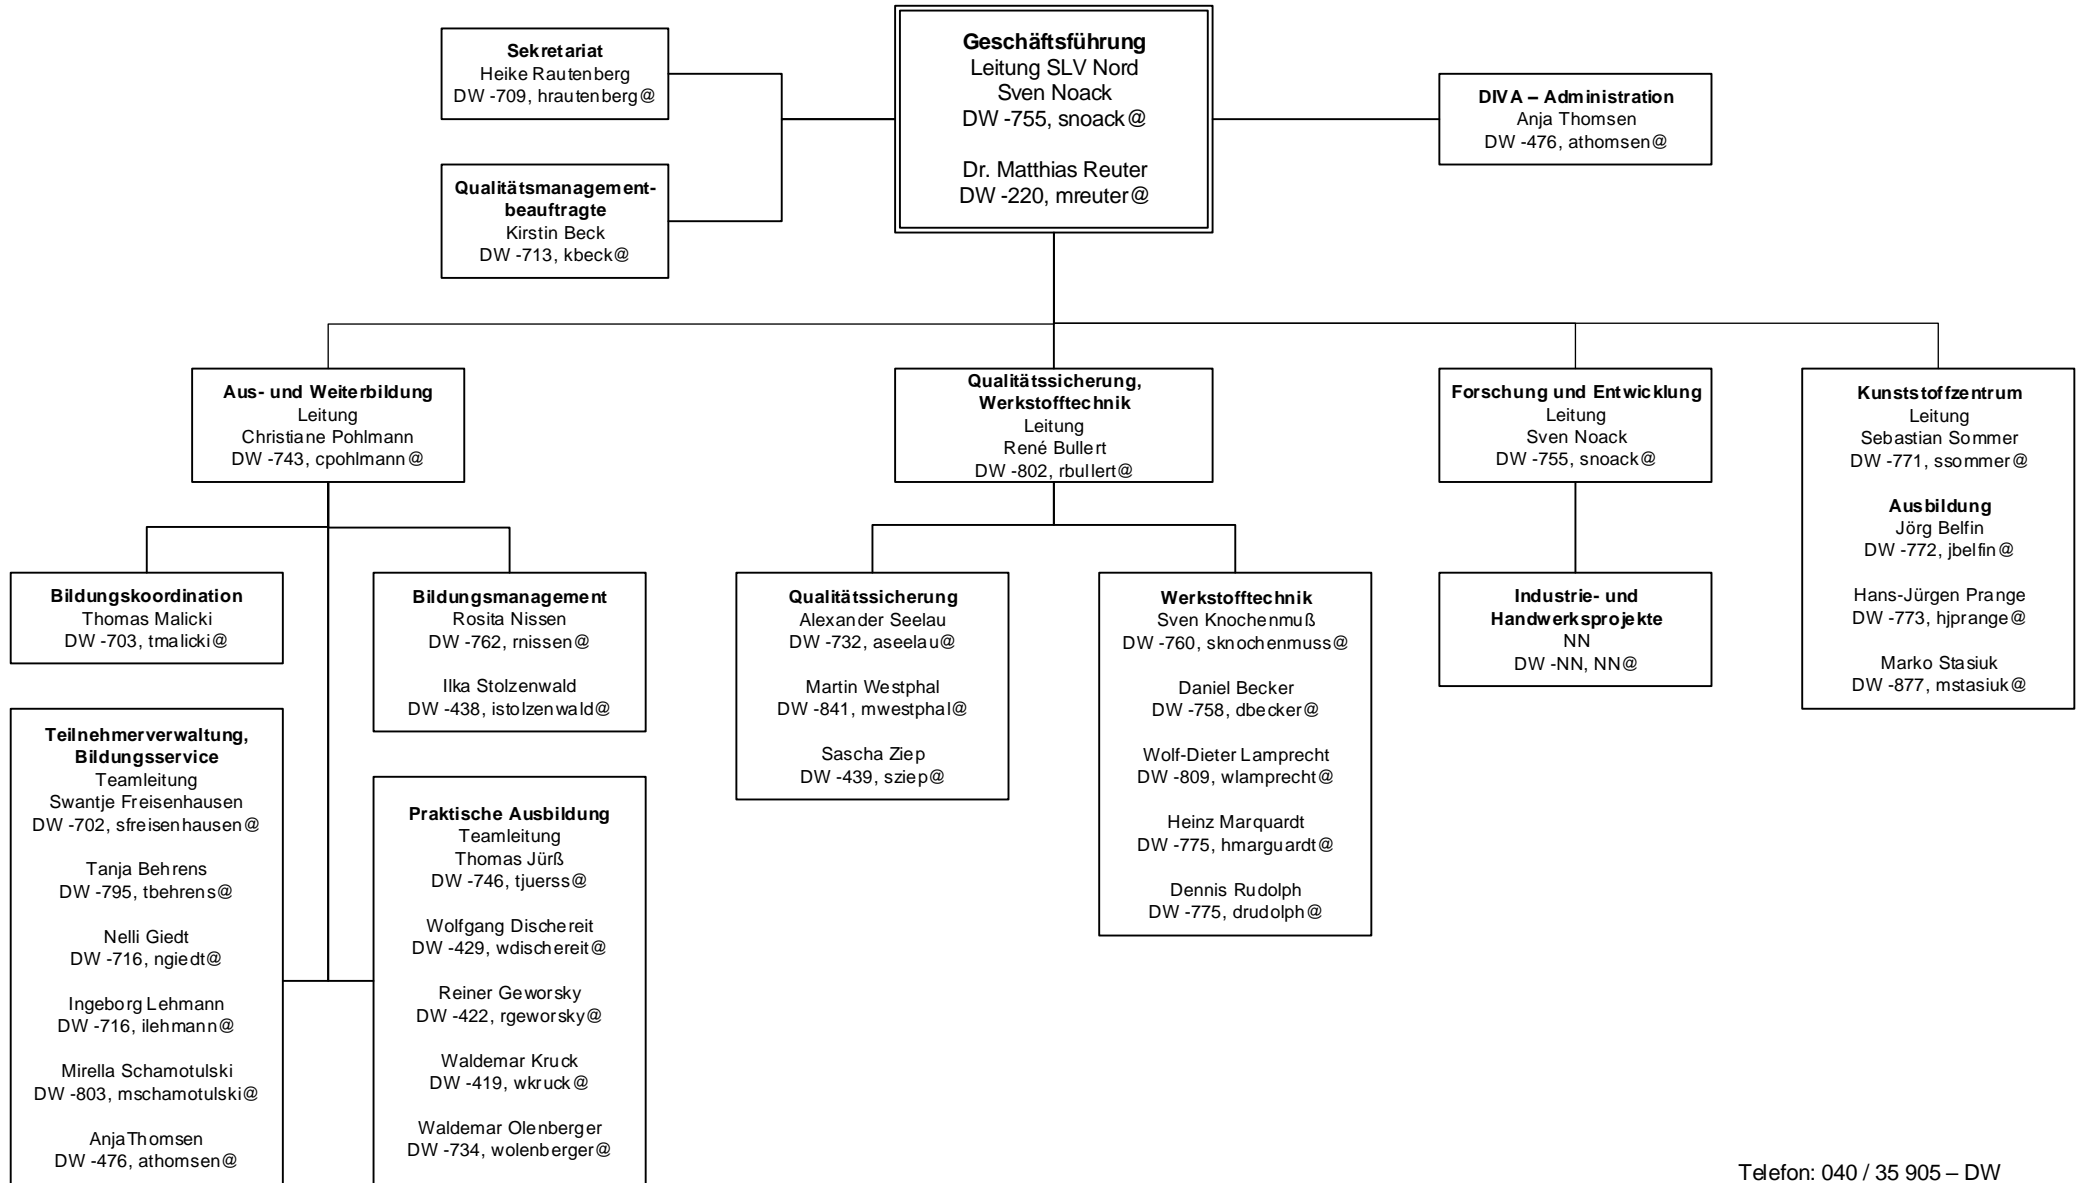 Sekretariat
Heike Rautenberg
DW -709, hrautenberg@
Geschäftsführung
Leitung SLV Nord
Sven Noack
DW -755, snoack@
Dr. Matthias Reuter
DW -220, mreuter@
DIVA – Administration
Anja Thomsen
DW -476, athomsen@
Qualitätsmanagement-
beauftragte
Kirstin Beck
DW -713, kbeck@
Aus- und Weiterbildung
Leitung
Christiane Pohlmann
DW -743, cpohlmann@
Qualitätssicherung,
Werkstofftechnik
Leitung
René Bullert
DW -802, rbullert@
Forschung und Entwicklung
Leitung
Sven Noack
DW -755, snoack@
Kunststoffzentrum
Leitung
Sebastian Sommer
DW -771, ssommer@
Ausbildung
Jörg Belfin
DW -772, jbelfin@
Hans-Jürgen Prange
DW -773, hjprange@
Marko Stasiuk
DW -877, mstasiuk@
Bildungskoordination
Thomas Malicki
DW -703, tmalicki@
Bildungsmanagement
Rosita Nissen
DW -762, rnissen@
Ilka Stolzenwald
DW -438, istolzenwald@
Qualitätssicherung
Alexander Seelau
DW -732, aseelau@
Martin Westphal
DW -841, mwestphal@
Sascha Ziep
DW -439, sziep@
Werkstofftechnik
Sven Knochenmuß
DW -760, sknochenmuss@
Daniel Becker
DW -758, dbecker@
Wolf-Dieter Lamprecht
DW -809, wlamprecht@
Heinz Marquardt
DW -775, hmarguardt@
Dennis Rudolph
DW -775, drudolph@
Industrie- und
Handwerksprojekte
NN
DW -NN, NN@
Teilnehmerverwaltung,
Bildungsservice
Teamleitung
Swantje Freisenhausen
DW -702, sfreisenhausen@
Tanja Behrens
DW -795, tbehrens@
Nelli Giedt
DW -716, ngiedt@
Ingeborg Lehmann
DW -716, ilehmann@
Mirella Schamotulski
DW -803, mschamotulski@
AnjaThomsen
DW -476, athomsen@
Praktische Ausbildung
Teamleitung
Thomas Jürß
DW -746, tjuerss@
Wolfgang Dischereit
DW -429, wdischereit@
Reiner Geworsky
DW -422, rgeworsky@
Waldemar Kruck
DW -419, wkruck@
Waldemar Olenberger
DW -734, wolenberger@
Telefon: 040 / 35 905 – DW